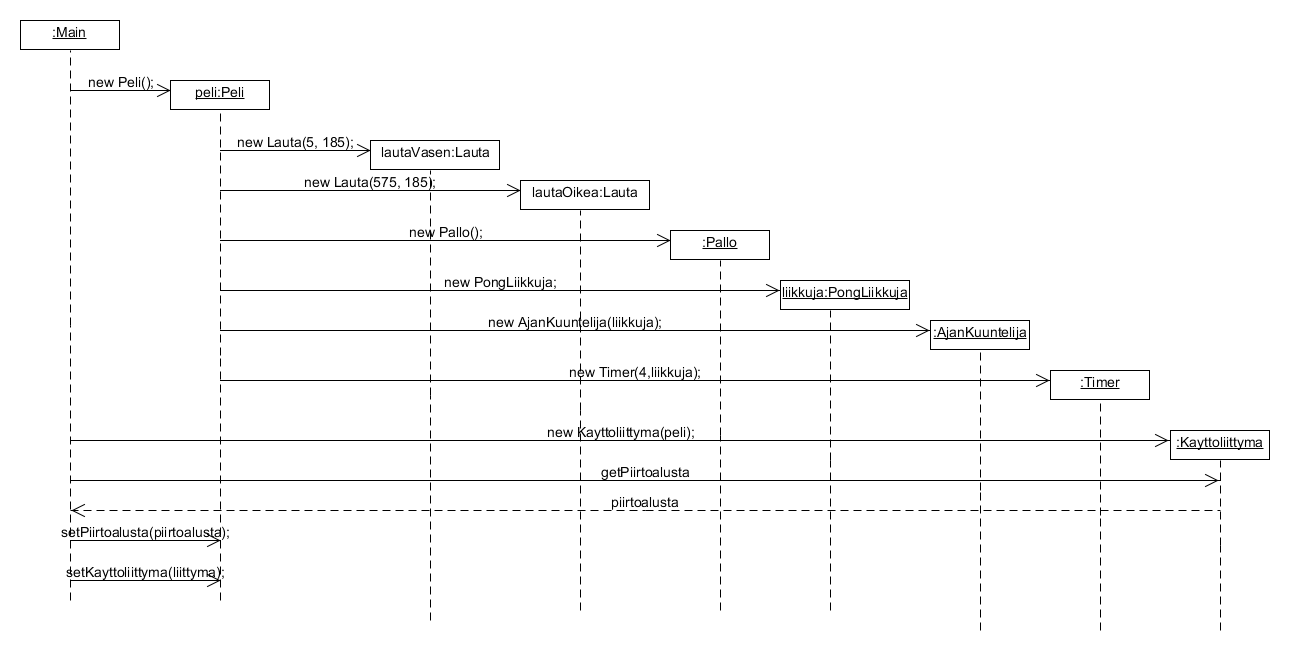 :Main
new Peli();
peli:Peli
new Lauta(5, 185);
lautaVasen:Lauta
new Lauta(575, 185);
lautaOikea:Lauta
new Pallo();
:Pallo
new PongLiikkuja;
liikkuja:PongLiikkuja
new AjanKuuntelija(liikkuja);
:AjanKuuntelija
new Timer(4,liikkuja);
:Timer
new Kayttoliittyma(peli);
:Kayttoliittyma
getPiirtoalusta
piirtoalusta
setPiirtoalusta(piirtoalusta);
setKayttoliittyma(liittyma);